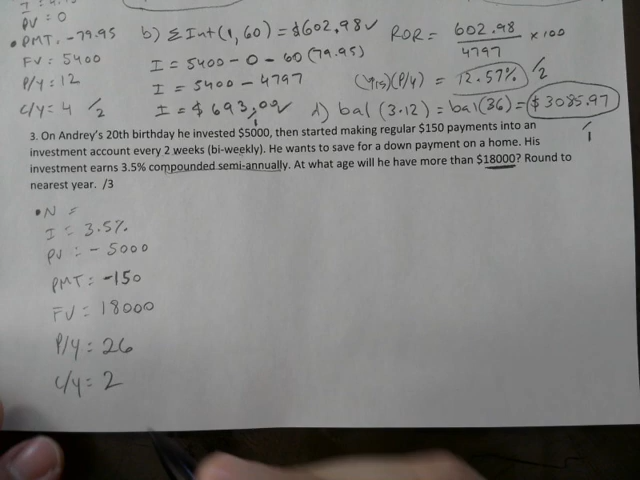 PV = 0
• PMT. - 79.95 b) Σ Int (1, 60) = $602.98 ✓ ROR = 602.98 / 4797 x 100
FV = 5400 I = 5400 - 0 - 60 (79.95)
P/y = 12 I = 5400 - 4797 (yrs)(P/y) = 12.57% /2
C/y = 4 /2 I = $ 603.00 d) bal (3.12) = bal (36) = $ 3085.97
/1 /1
3. On Andrey's 20th birthday he invested $5000, then started making regular $150 payments into an
investment account every 2 weeks (bi-weekly). He wants to save for a down payment on a home. His
investment earns 3.5% compounded semi-annually. At what age will he have more than $18000? Round to
nearest year. /3
• N =
I = 3.5%
PV = - 5000
PMT = -150
FV = 18000
P/y = 26
C/y = 2